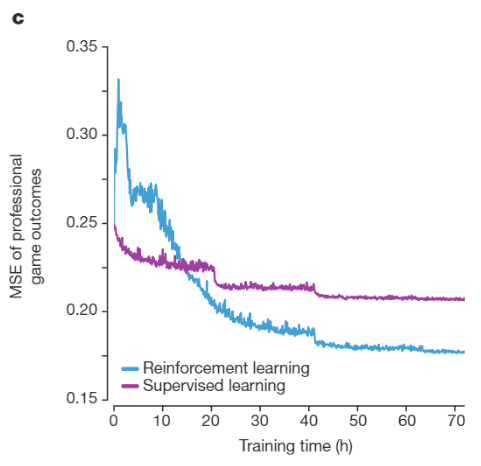 c
0.35
0.30
0.25
0.20
0.15
MSE of professional
game outcomes
Reinforcement learning
Supervised learning
0 10 20 30 40 50 60 70
Training time (h)